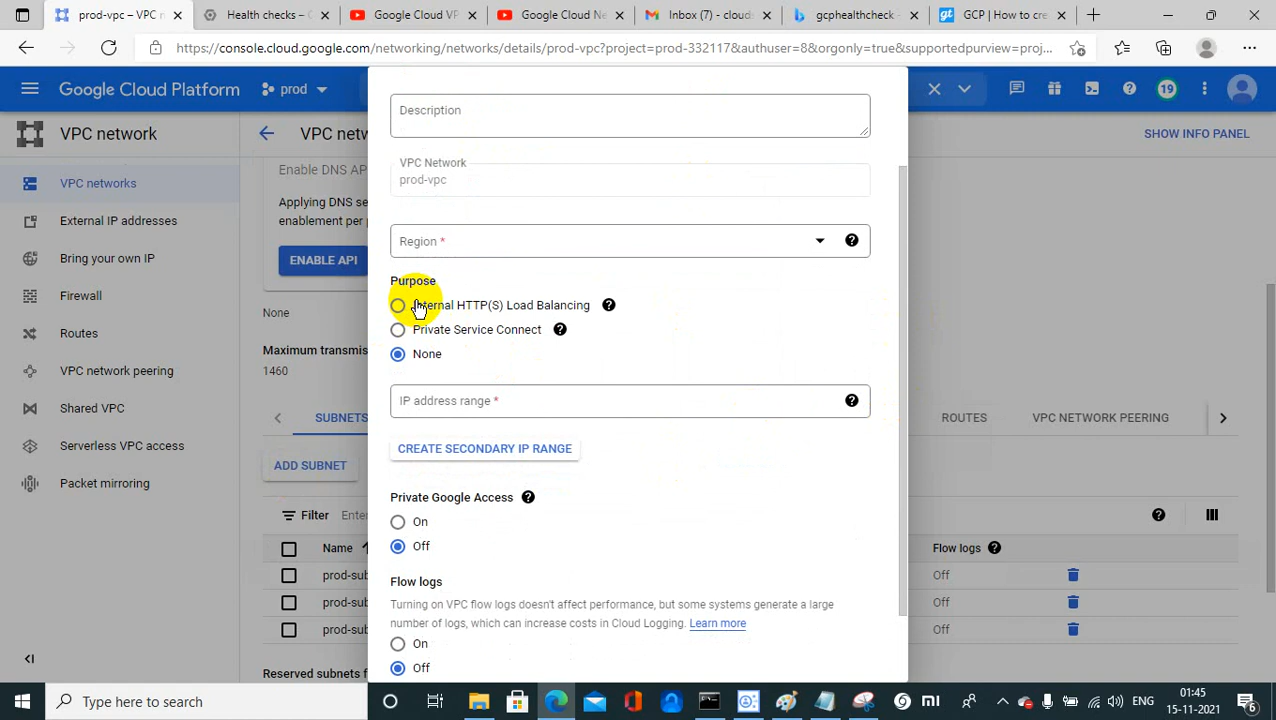 prod-vpc – VPC n
Health checks – C
Google Cloud VP
Google Cloud Ne
Inbox (7) - cloud
gcphealthcheck -
GCP | How to cre
https://console.cloud.google.com/networking/networks/details/prod-vpc?project=prod-332117&authuser=8&orgonly=true&supportedpurview=proj...
Google Cloud Platform
prod
19
VPC network
VPC netw
SHOW INFO PANEL
VPC networks
External IP addresses
Bring your own IP
Firewall
Routes
VPC network peering
Shared VPC
Serverless VPC access
Packet mirroring
Enable DNS AP
Applying DNS se
enablement per p
ENABLE API
None
Maximum transmis
1460
SUBNETS
ROUTES
VPC NETWORK PEERING
ADD SUBNET
Filter Ente
Name
Flow logs
prod-sub
Off
prod-sub
Off
prod-sub
Off
Reserved subnets f
Description
VPC Network
prod-vpc
Region *
Purpose
Internal HTTP(S) Load Balancing
Private Service Connect
None
IP address range *
CREATE SECONDARY IP RANGE
Private Google Access
On
Off
Flow logs
Turning on VPC flow logs doesn't affect performance, but some systems generate a large
number of logs, which can increase costs in Cloud Logging. Learn more
On
Off
Type here to search
ENG
01:45
15-11-2021
6